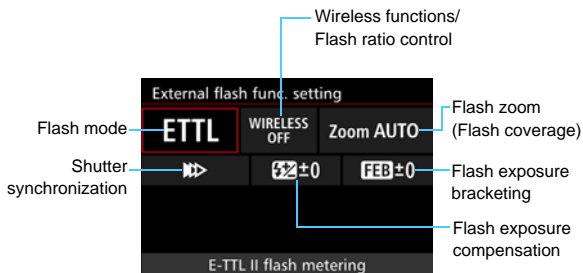 Wireless functions/
Flash ratio control
External flash func. setting
Flash mode
ETTL
WIRELESS
OFF
Zoom AUTO
Flash zoom
(Flash coverage)
Shutter
synchronization
±0
FEB±0
Flash exposure
bracketing
Flash exposure
compensation
E-TTL II flash metering